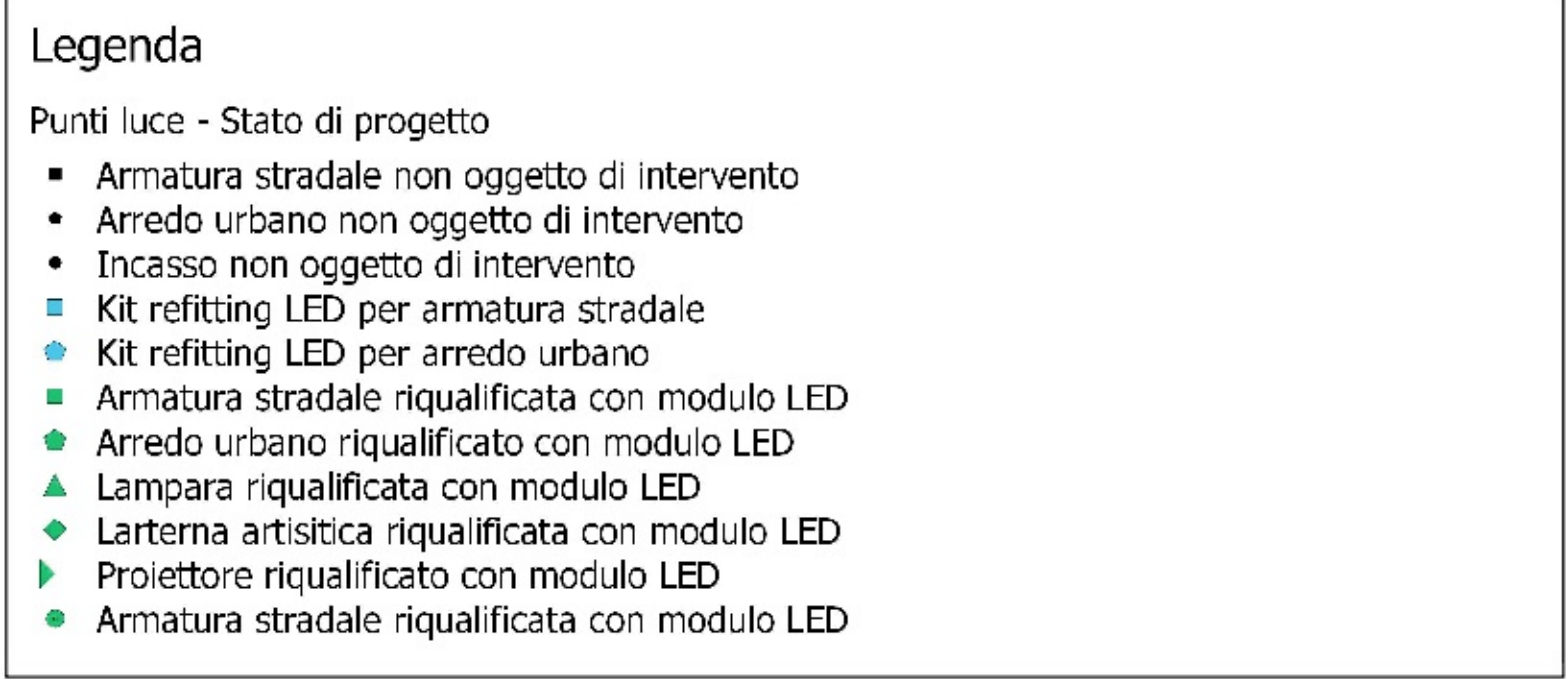 Legenda
Punti luce - Stato di progetto
Armatura stradale non oggetto di intervento
Arredo urbano non oggetto di intervento
Incasso non oggetto di intervento
Kit refitting LED per armatura stradale
Kit refitting LED per arredo urbano
Armatura stradale riqualificata con modulo LED
Arredo urbano riqualificato con modulo LED
Lampara riqualificata con modulo LED
Larterna artisitica riqualificata con modulo LED
Proiettore riqualificato con modulo LED
Armatura stradale riqualificata con modulo LED